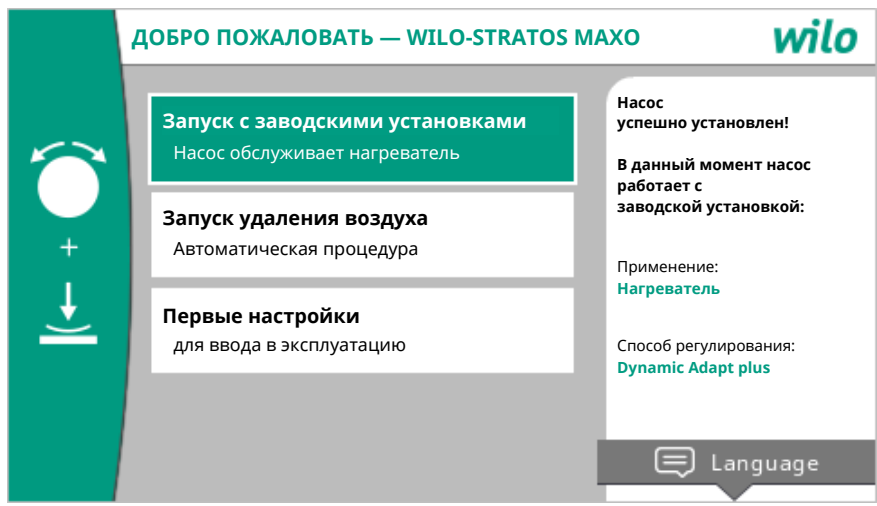 ДОБРО ПОЖАЛОВАТЬ — WILO-STRATOS MAXO
wilo
Запуск с заводскими установками
Насос обслуживает нагреватель
Запуск удаления воздуха
Автоматическая процедура
Первые настройки
для ввода в эксплуатацию
+
Насос
успешно установлен!
В данный момент насос
работает с
заводской установкой:
Применение:
Нагреватель
Способ регулирования:
Dynamic Adapt plus
Language